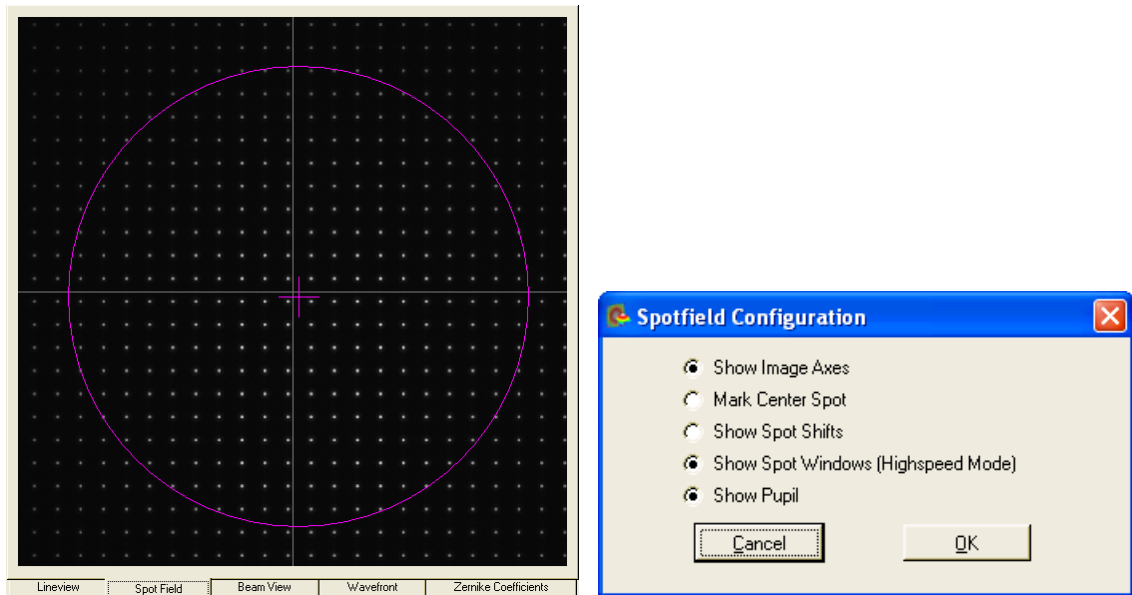 Lineview
Spot Field
Beam View
Wavefront
Zernike Coefficients
Spotfield Configuration
Show Image Axes
Mark Center Spot
Show Spot Shifts
Show Spot Windows (Highspeed Mode)
Show Pupil
Cancel
OK